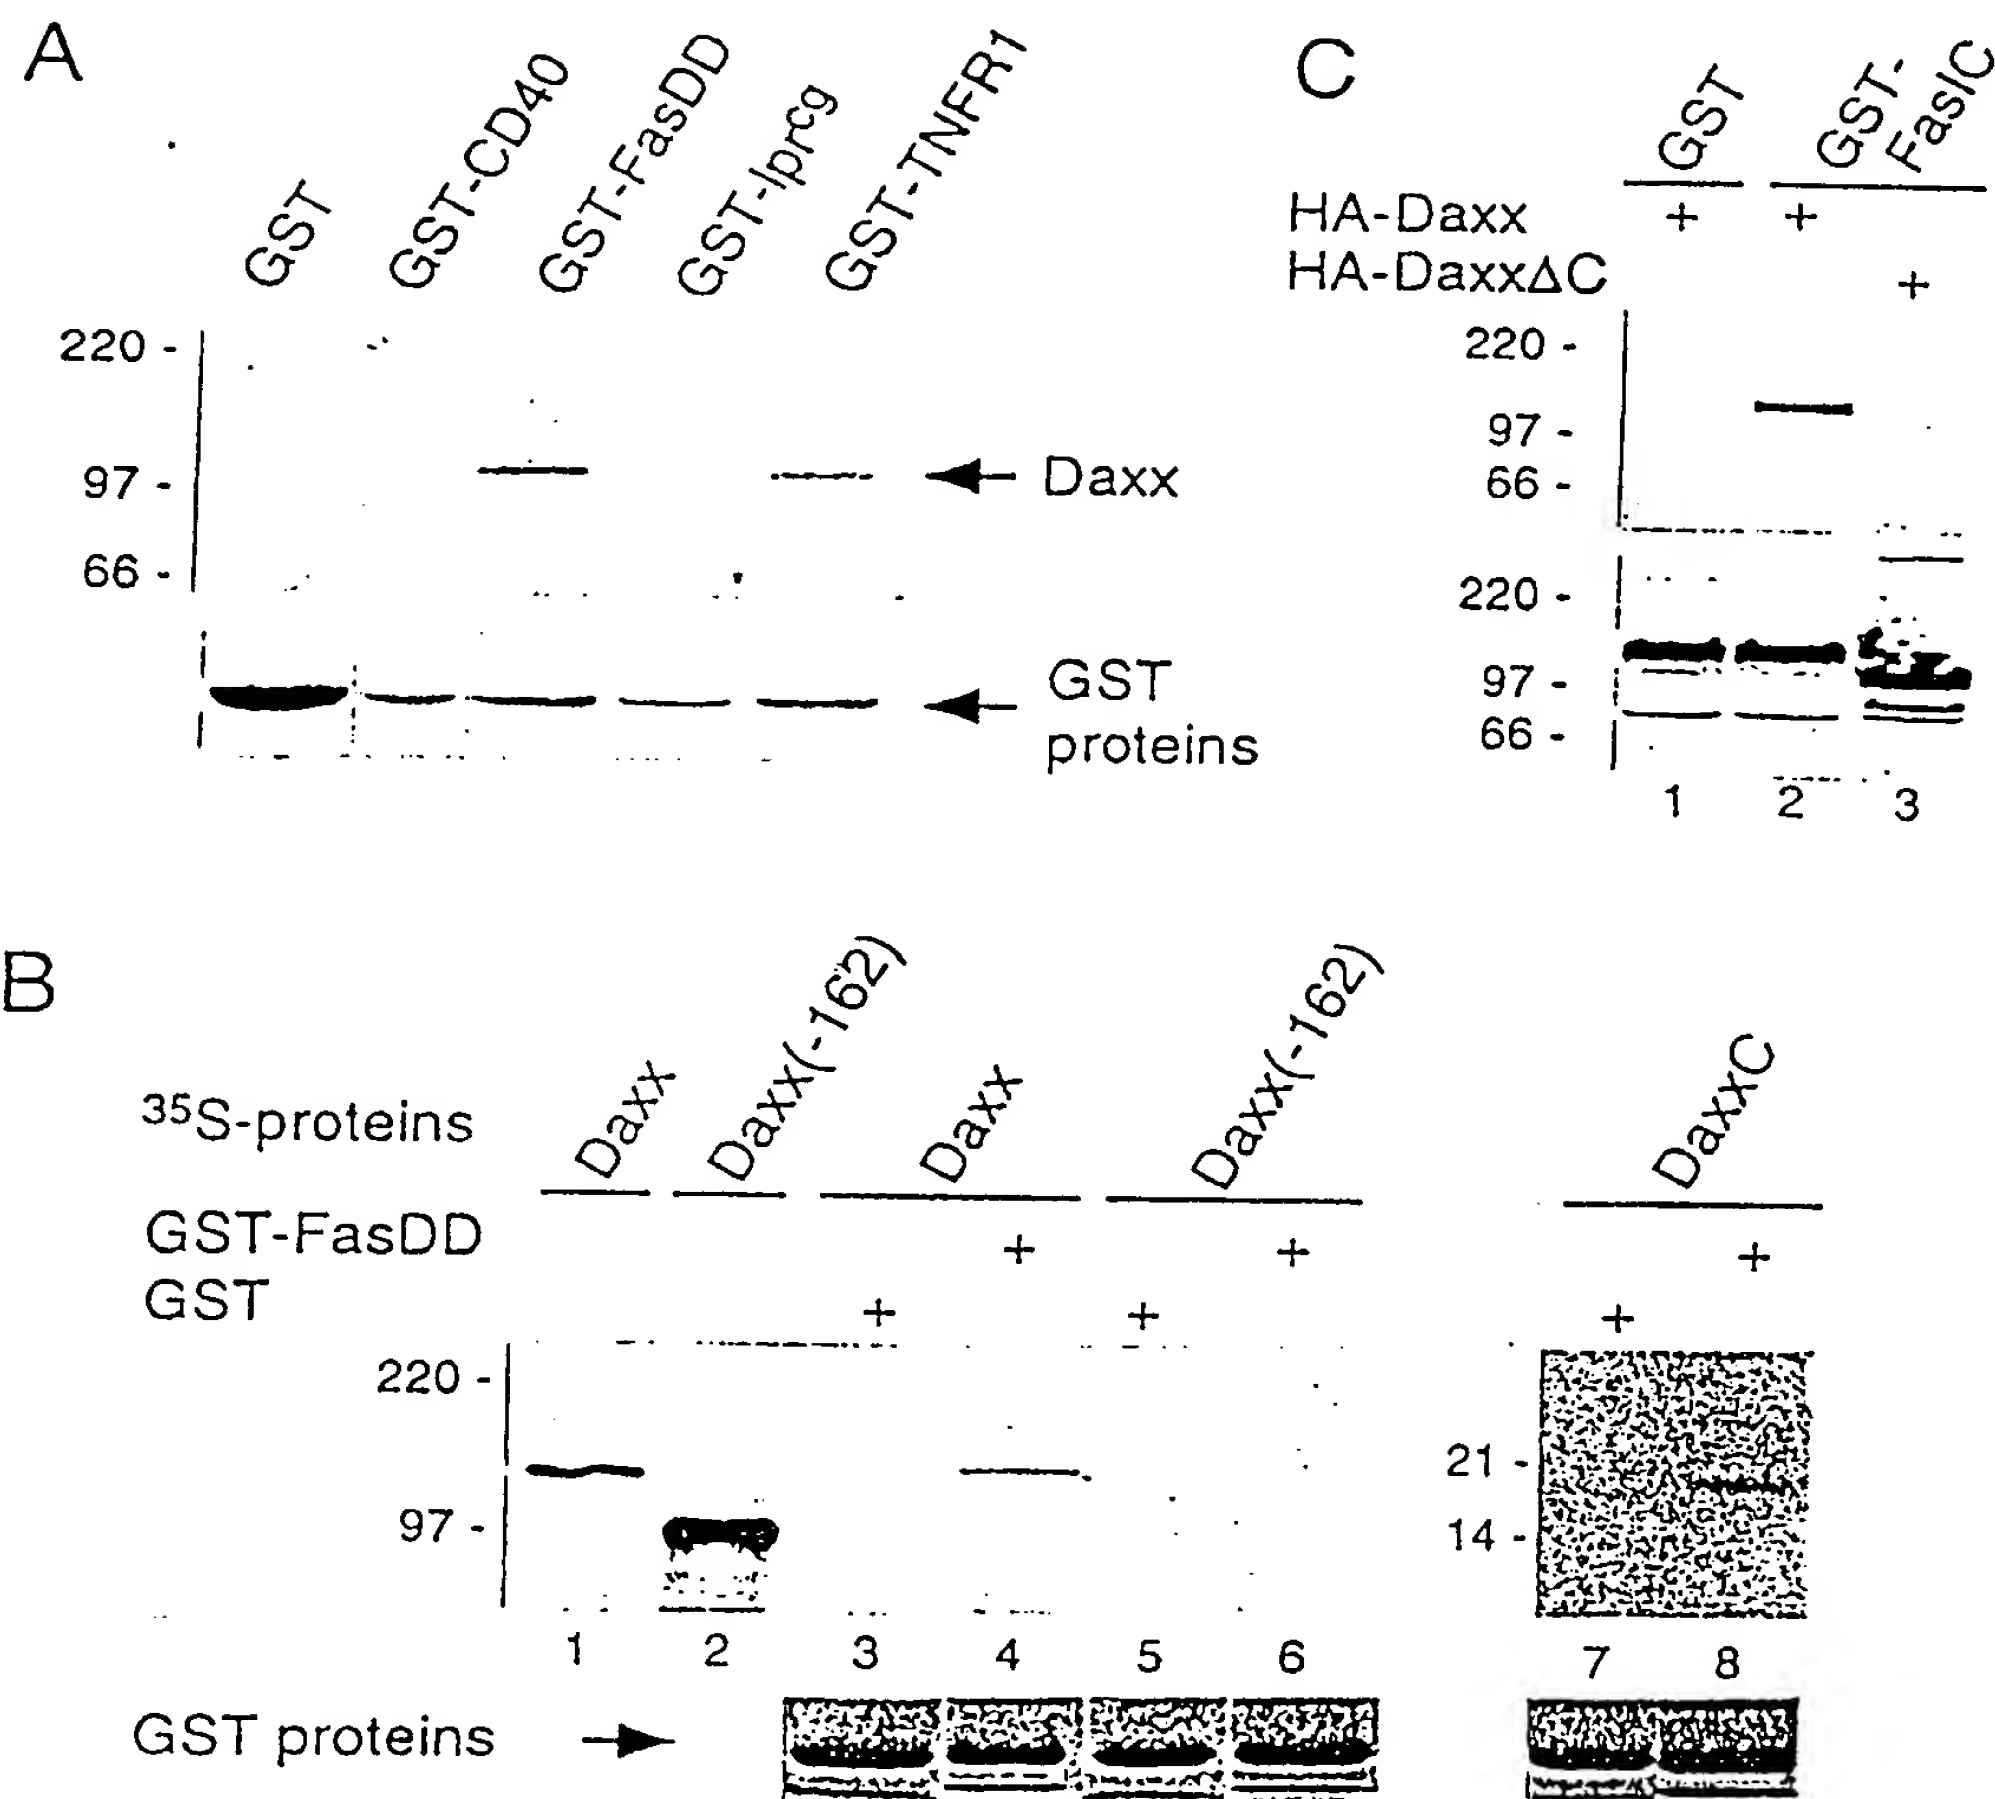 A
GST
GST-CD40
GST-FasDD
GST-lprcg
GST-TNFR1
220 -
97 -
66 -
Daxx
GST
proteins
C
GST
GST-
FasIC
HA-Daxx + +
HA-DaxxΔC +
220 -
97 -
66 -
220 -
97 -
66 -
1 2 3
B
35S-proteins
Daxx
Daxx(-162)
Daxx
Daxx(-162)
DaxxC
GST-FasDD + + +
GST + + +
220 -
97 -
21 -
14 -
1 2 3 4 5 6 7 8
GST proteins